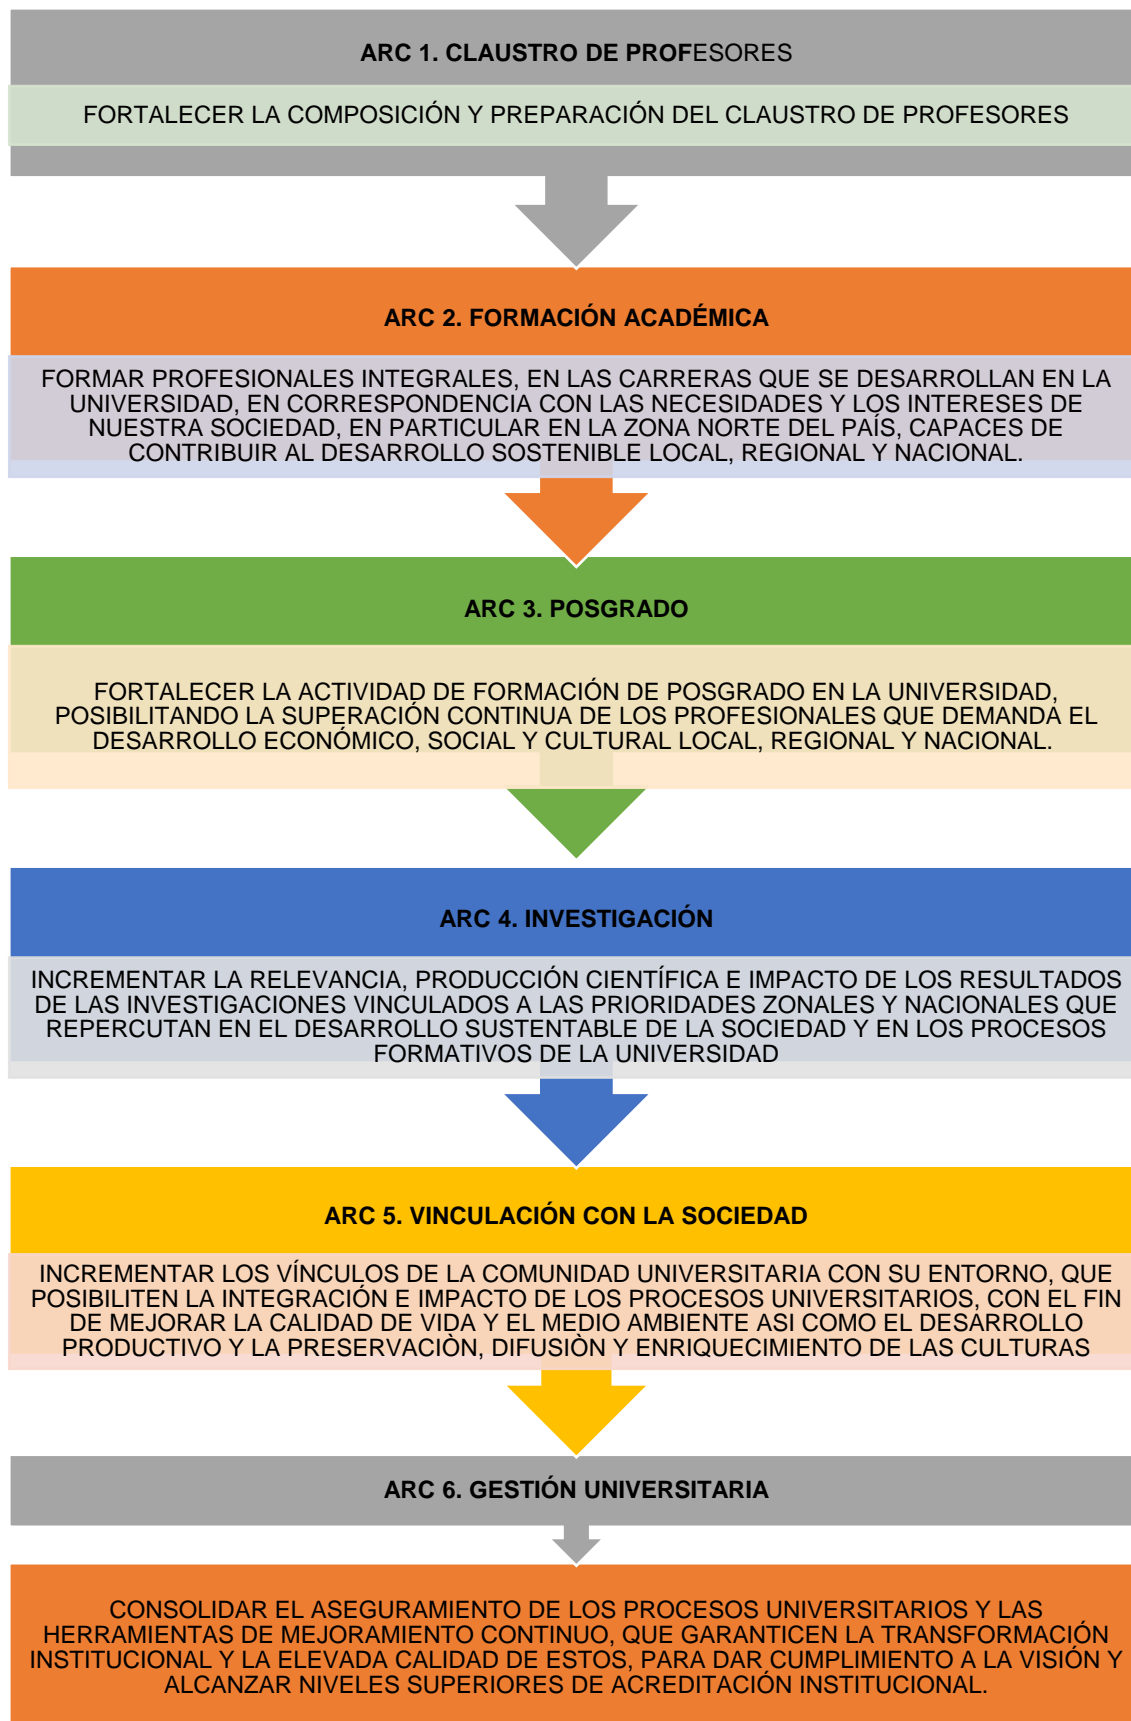 ARC 1. CLAUSTRO DE PROFESORES
FORTALECER LA COMPOSICIÓN Y PREPARACIÓN DEL CLAUSTRO DE PROFESORES
ARC 2. FORMACIÓN ACADÉMICA
FORMAR PROFESIONALES INTEGRALES, EN LAS CARRERAS QUE SE DESARROLLAN EN LA
UNIVERSIDAD, EN CORRESPONDENCIA CON LAS NECESIDADES Y LOS INTERESES DE
NUESTRA SOCIEDAD, EN PARTICULAR EN LA ZONA NORTE DEL PAÍS, CAPACES DE
CONTRIBUIR AL DESARROLLO SOSTENIBLE LOCAL, REGIONAL Y NACIONAL.
ARC 3. POSGRADO
FORTALECER LA ACTIVIDAD DE FORMACIÓN DE POSGRADO EN LA UNIVERSIDAD,
POSIBILITANDO LA SUPERACIÓN CONTINUA DE LOS PROFESIONALES QUE DEMANDA EL
DESARROLLO ECONÓMICO, SOCIAL Y CULTURAL LOCAL, REGIONAL Y NACIONAL.
ARC 4. INVESTIGACIÓN
INCREMENTAR LA RELEVANCIA, PRODUCCIÓN CIENTÍFICA E IMPACTO DE LOS RESULTADOS
DE LAS INVESTIGACIONES VINCULADOS A LAS PRIORIDADES ZONALES Y NACIONALES QUE
REPERCUTAN EN EL DESARROLLO SUSTENTABLE DE LA SOCIEDAD Y EN LOS PROCESOS
FORMATIVOS DE LA UNIVERSIDAD
ARC 5. VINCULACIÓN CON LA SOCIEDAD
INCREMENTAR LOS VÍNCULOS DE LA COMUNIDAD UNIVERSITARIA CON SU ENTORNO, QUE
POSIBILITEN LA INTEGRACIÓN E IMPACTO DE LOS PROCESOS UNIVERSITARIOS, CON EL FIN
DE MEJORAR LA CALIDAD DE VIDA Y EL MEDIO AMBIENTE ASI COMO EL DESARROLLO
PRODUCTIVO Y LA PRESERVACIÒN, DIFUSIÒN Y ENRIQUECIMIENTO DE LAS CULTURAS
ARC 6. GESTIÓN UNIVERSITARIA
CONSOLIDAR EL ASEGURAMIENTO DE LOS PROCESOS UNIVERSITARIOS Y LAS
HERRAMIENTAS DE MEJORAMIENTO CONTINUO, QUE GARANTICEN LA TRANSFORMACIÓN
INSTITUCIONAL Y LA ELEVADA CALIDAD DE ESTOS, PARA DAR CUMPLIMIENTO A LA VISIÓN Y
ALCANZAR NIVELES SUPERIORES DE ACREDITACIÓN INSTITUCIONAL.